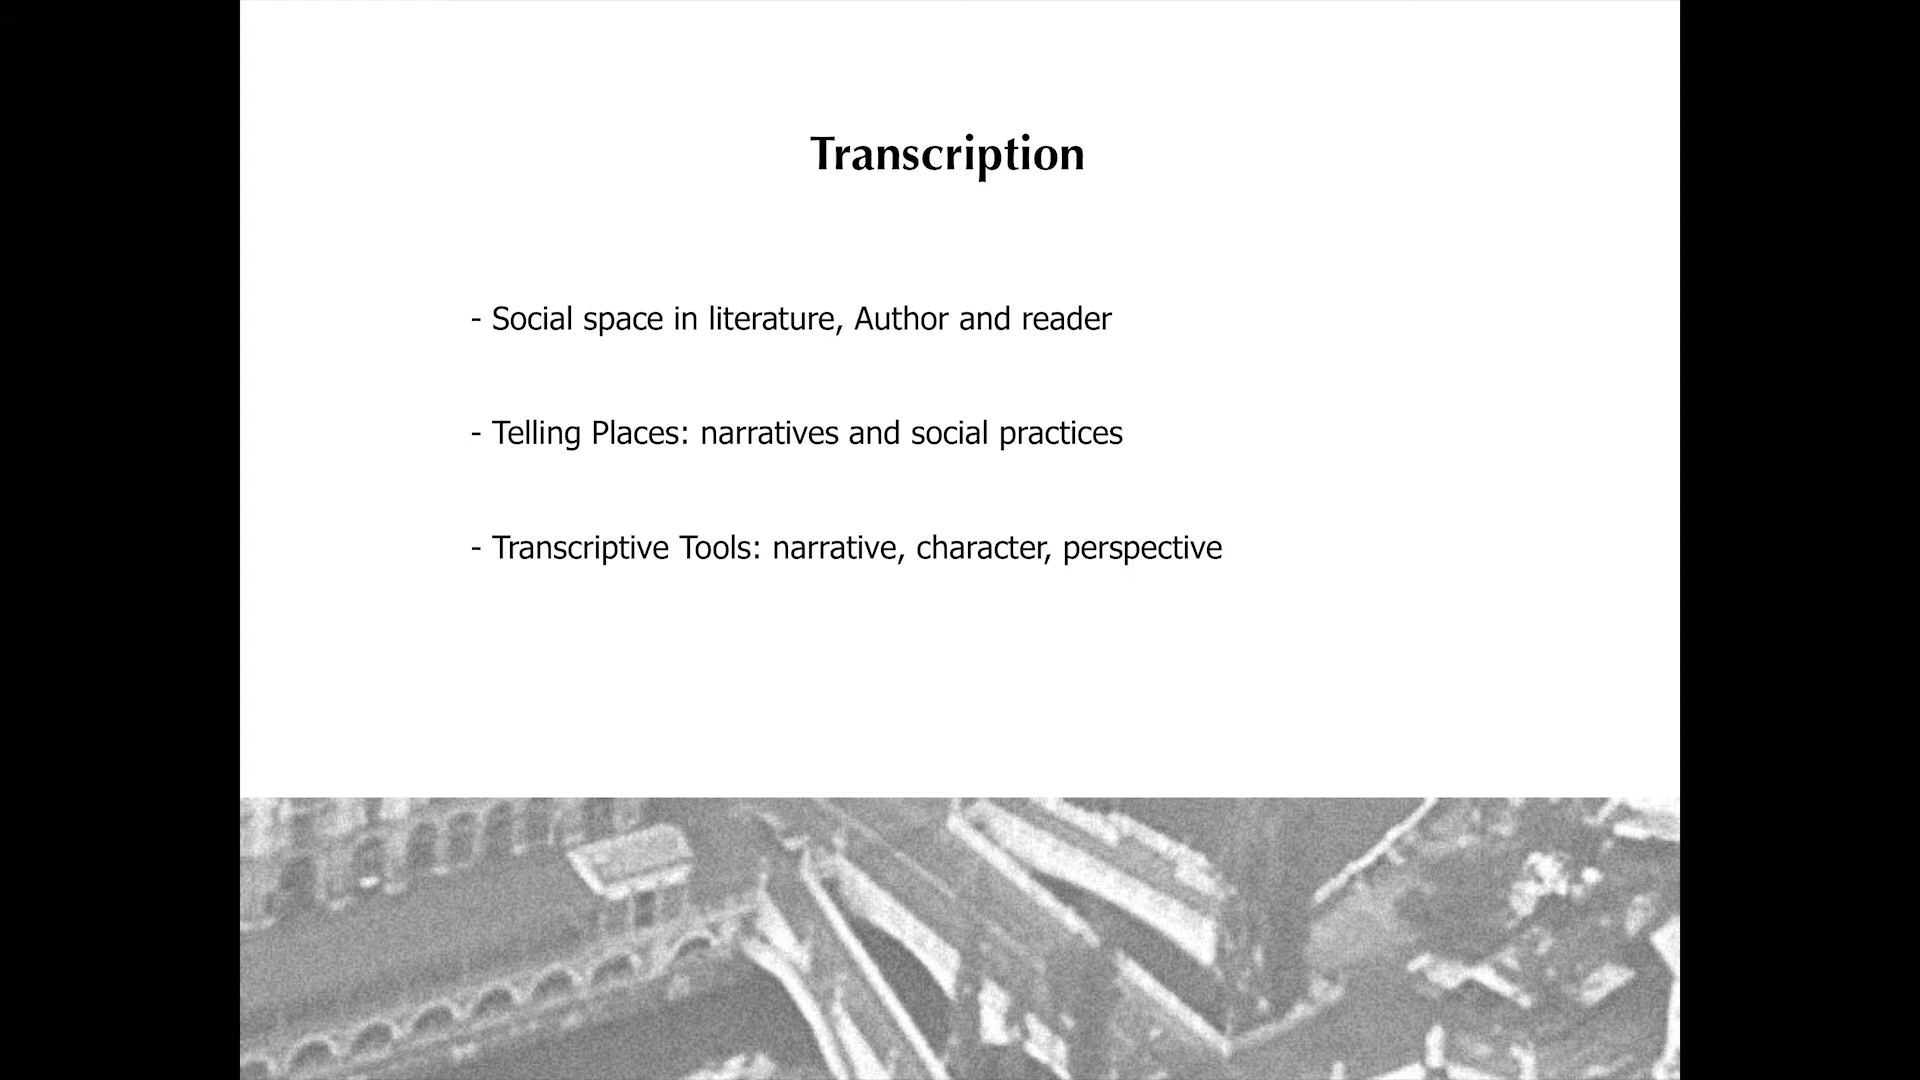 Transcription
- Social space in literature, Author and reader
- Telling Places: narratives and social practices
- Transcriptive Tools: narrative, character, perspective